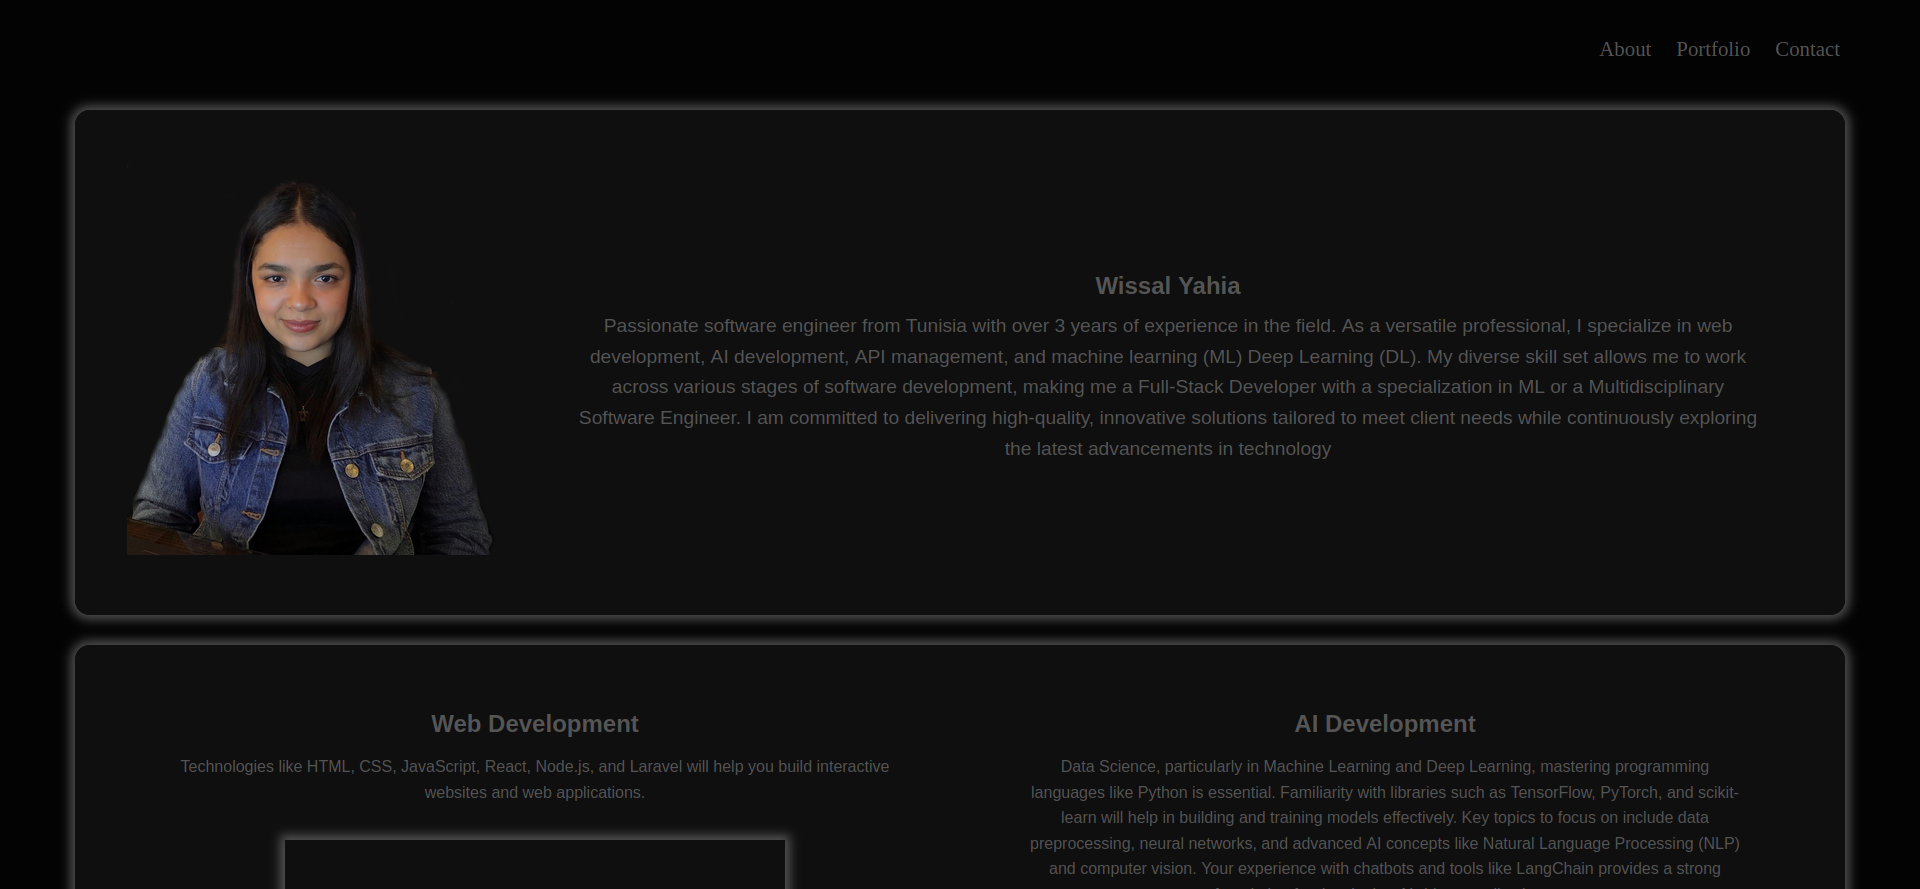 About Portfolio Contact
Wissal Yahia
Passionate software engineer from Tunisia with over 3 years of experience in the field. As a versatile professional, I specialize in web
development, AI development, API management, and machine learning (ML) Deep Learning (DL). My diverse skill set allows me to work
across various stages of software development, making me a Full-Stack Developer with a specialization in ML or a Multidisciplinary
Software Engineer. I am committed to delivering high-quality, innovative solutions tailored to meet client needs while continuously exploring
the latest advancements in technology
Web Development
Technologies like HTML, CSS, JavaScript, React, Node.js, and Laravel will help you build interactive
websites and web applications.
AI Development
Data Science, particularly in Machine Learning and Deep Learning, mastering programming
languages like Python is essential. Familiarity with libraries such as TensorFlow, PyTorch, and scikit-
learn will help in building and training models effectively. Key topics to focus on include data
preprocessing, neural networks, and advanced AI concepts like Natural Language Processing (NLP)
and computer vision. Your experience with chatbots and tools like LangChain provides a strong